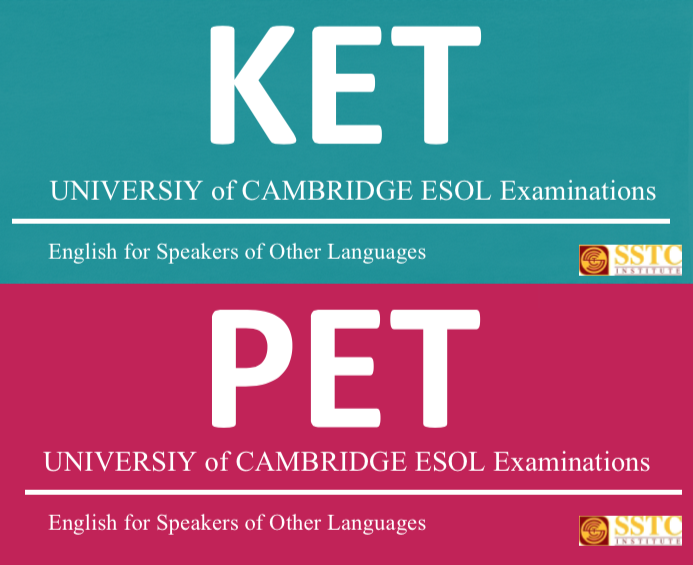 KET
UNIVERSIY of CAMBRIDGE ESOL Examinations
English for Speakers of Other Languages
SSTC
INSTITUTE
PET
UNIVERSIY of CAMBRIDGE ESOL Examinations
English for Speakers of Other Languages
SSTC
INSTITUTE